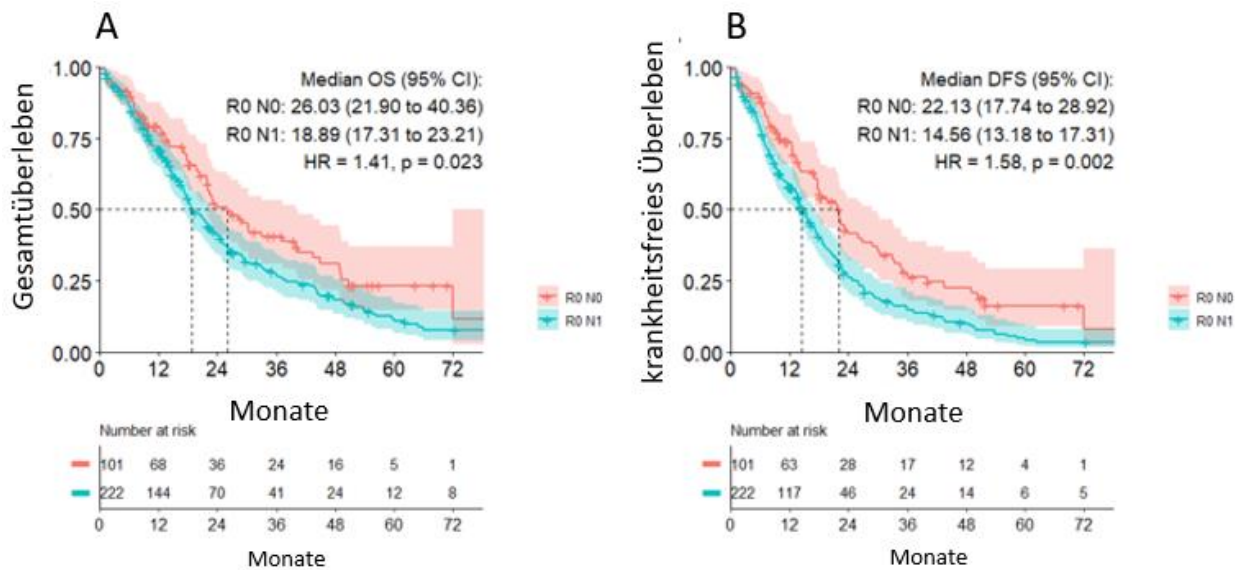 A
Gesamtüberleben
1.00
0.75
0.50
0.25
0.00
Median OS (95% CI):
R0 N0: 26.03 (21.90 to 40.36)
R0 N1: 18.89 (17.31 to 23.21)
HR = 1.41, p = 0.023
0 12 24 36 48 60 72
Monate
R0 N0
R0 N1
Number at risk
101 68 36 24 16 5 1
222 144 70 41 24 12 8
0 12 24 36 48 60 72
Monate
B
krankheitsfreies Überleben
1.00
0.75
0.50
0.25
0.00
Median DFS (95% CI):
R0 N0: 22.13 (17.74 to 28.92)
R0 N1: 14.56 (13.18 to 17.31)
HR = 1.58, p = 0.002
0 12 24 36 48 60 72
Monate
R0 N0
R0 N1
Number at risk
101 63 28 17 12 4 1
222 117 46 24 14 6 5
0 12 24 36 48 60 72
Monate